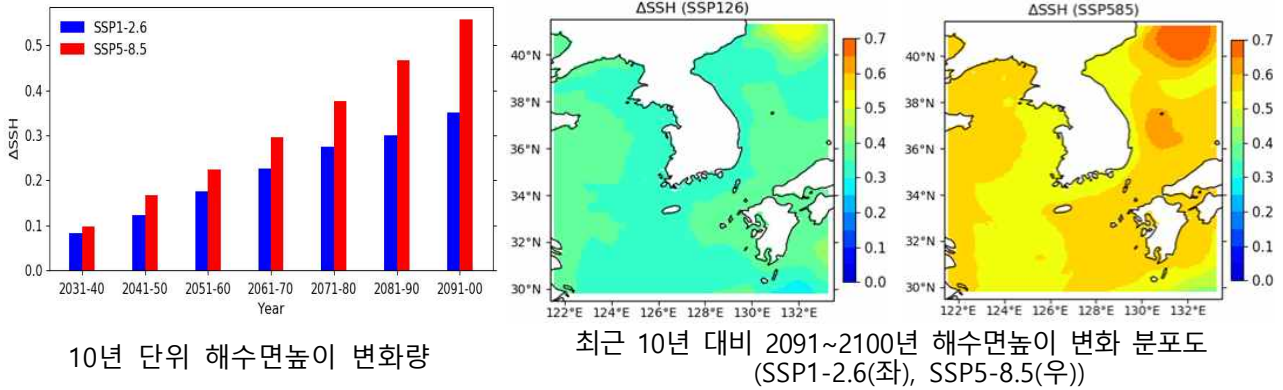 SSP1-2.6
SSP5-8.5
ΔSSH
0.5
0.4
0.3
0.2
0.1
0.0
2031-40 2041-50 2051-60 2061-70 2071-80 2081-90 2091-00
Year
10년 단위 해수면높이 변화량
ΔSSH (SSP126)
40°N
38°N
36°N
34°N
32°N
30°N
122°E 124°E 126°E 128°E 130°E 132°E
0.7
0.6
0.5
0.4
0.3
0.2
0.1
0.0
ΔSSH (SSP585)
40°N
38°N
36°N
34°N
32°N
30°N
122°E 124°E 126°E 128°E 130°E 132°E
0.7
0.6
0.5
0.4
0.3
0.2
0.1
0.0
최근 10년 대비 2091~2100년 해수면높이 변화 분포도
(SSP1-2.6(좌), SSP5-8.5(우))